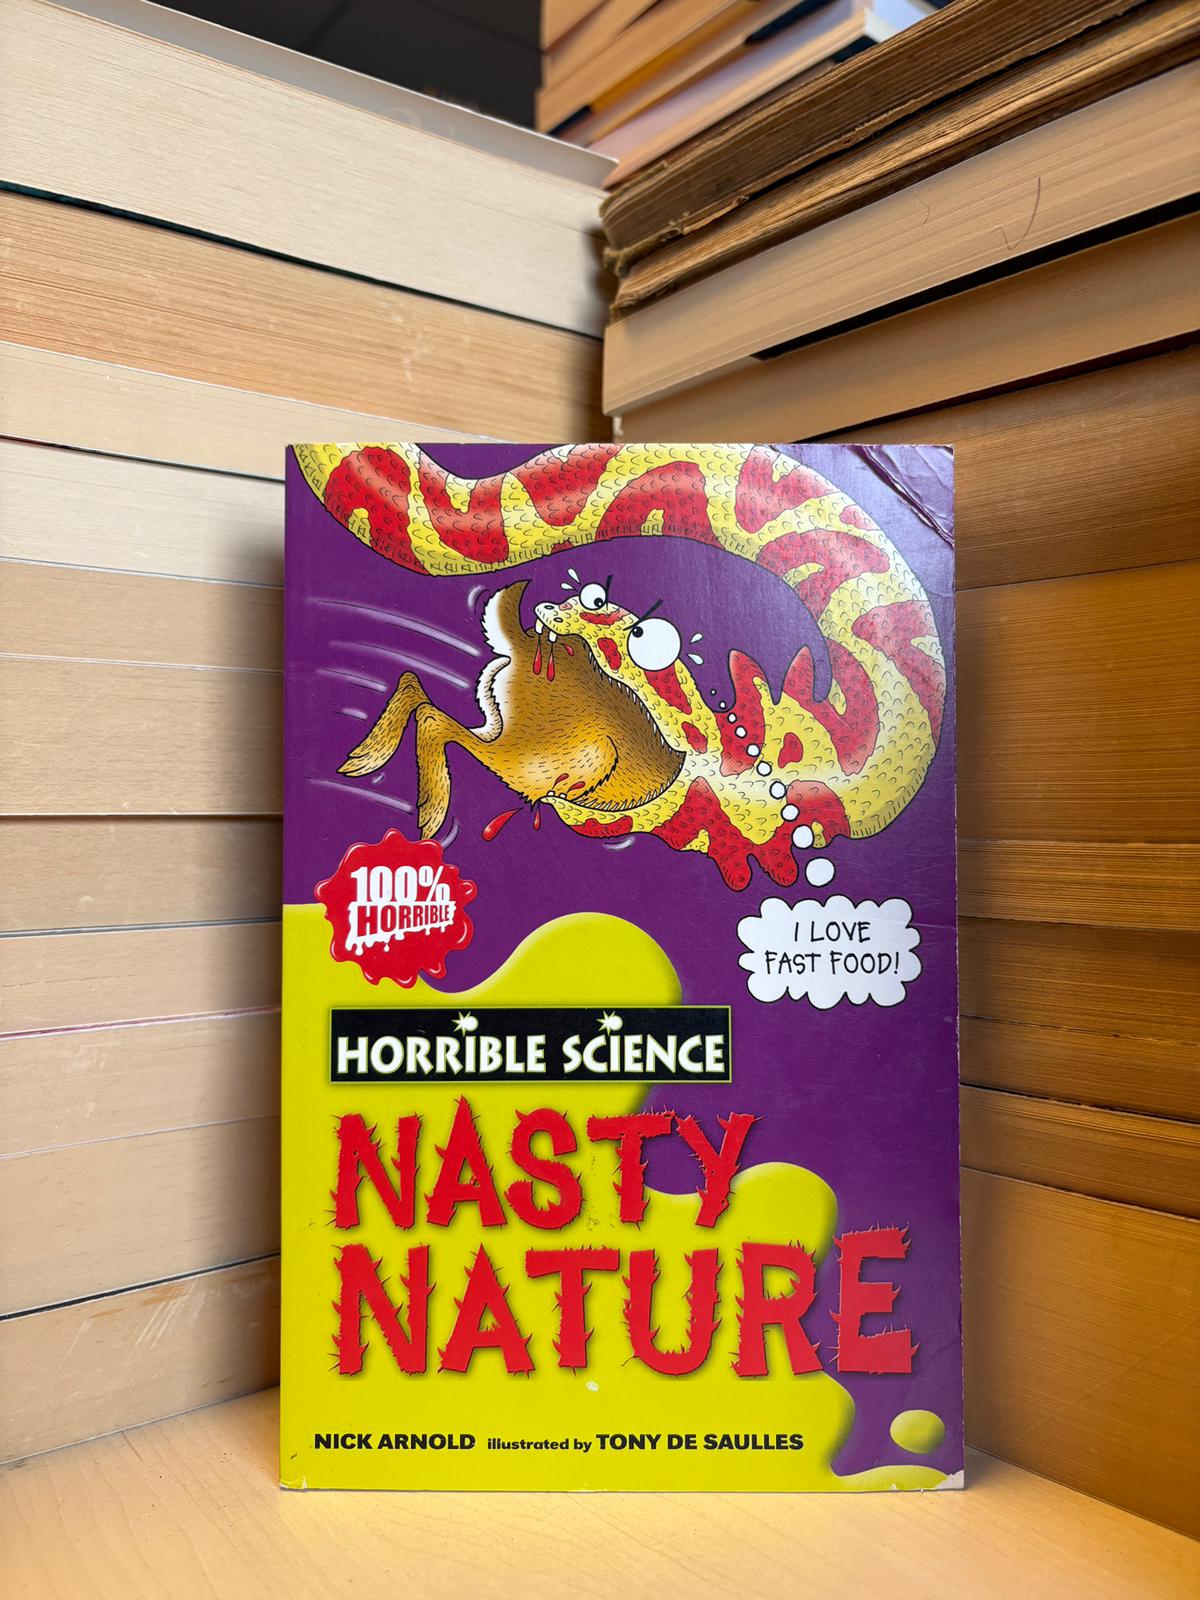 100%
HORRIBLE
I LOVE
FAST FOOD!
HORRIBLE SCIENCE
NASTY
NATURE
NICK ARNOLD illustrated by TONY DE SAULLES